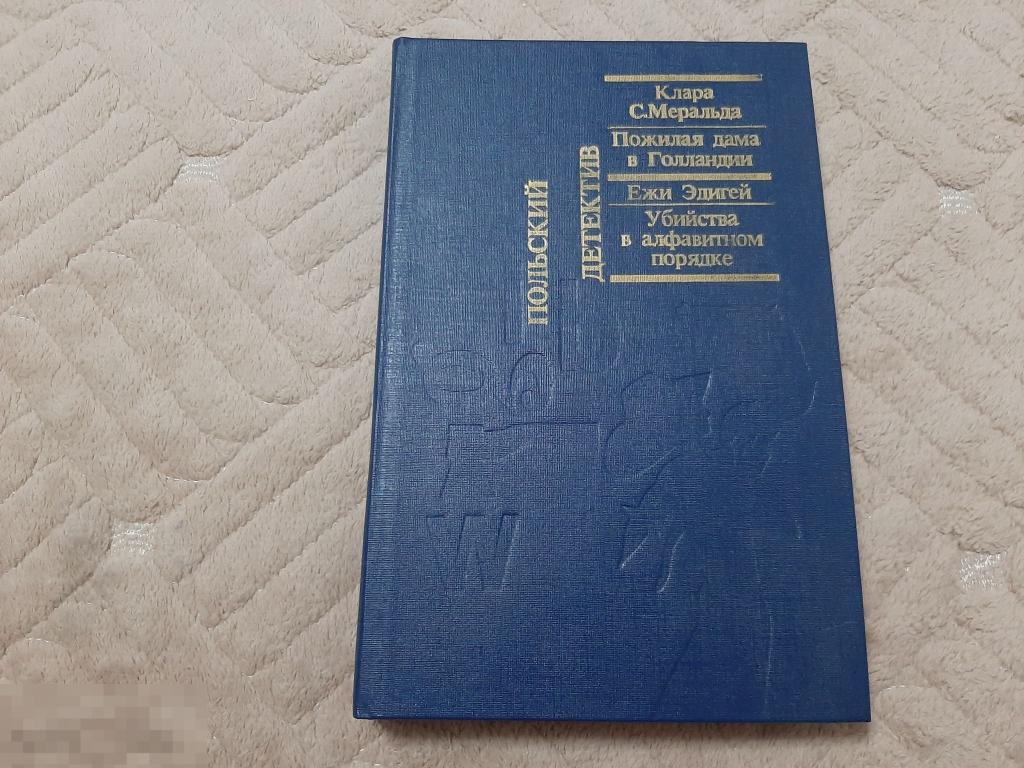 Клара
С.Меральда
Пожилая дама
в Голландии
Ежи Эдигей
Убийства
в алфавитном
порядке
ПОЛЬСКИЙ
ДЕТЕКТИВ
W